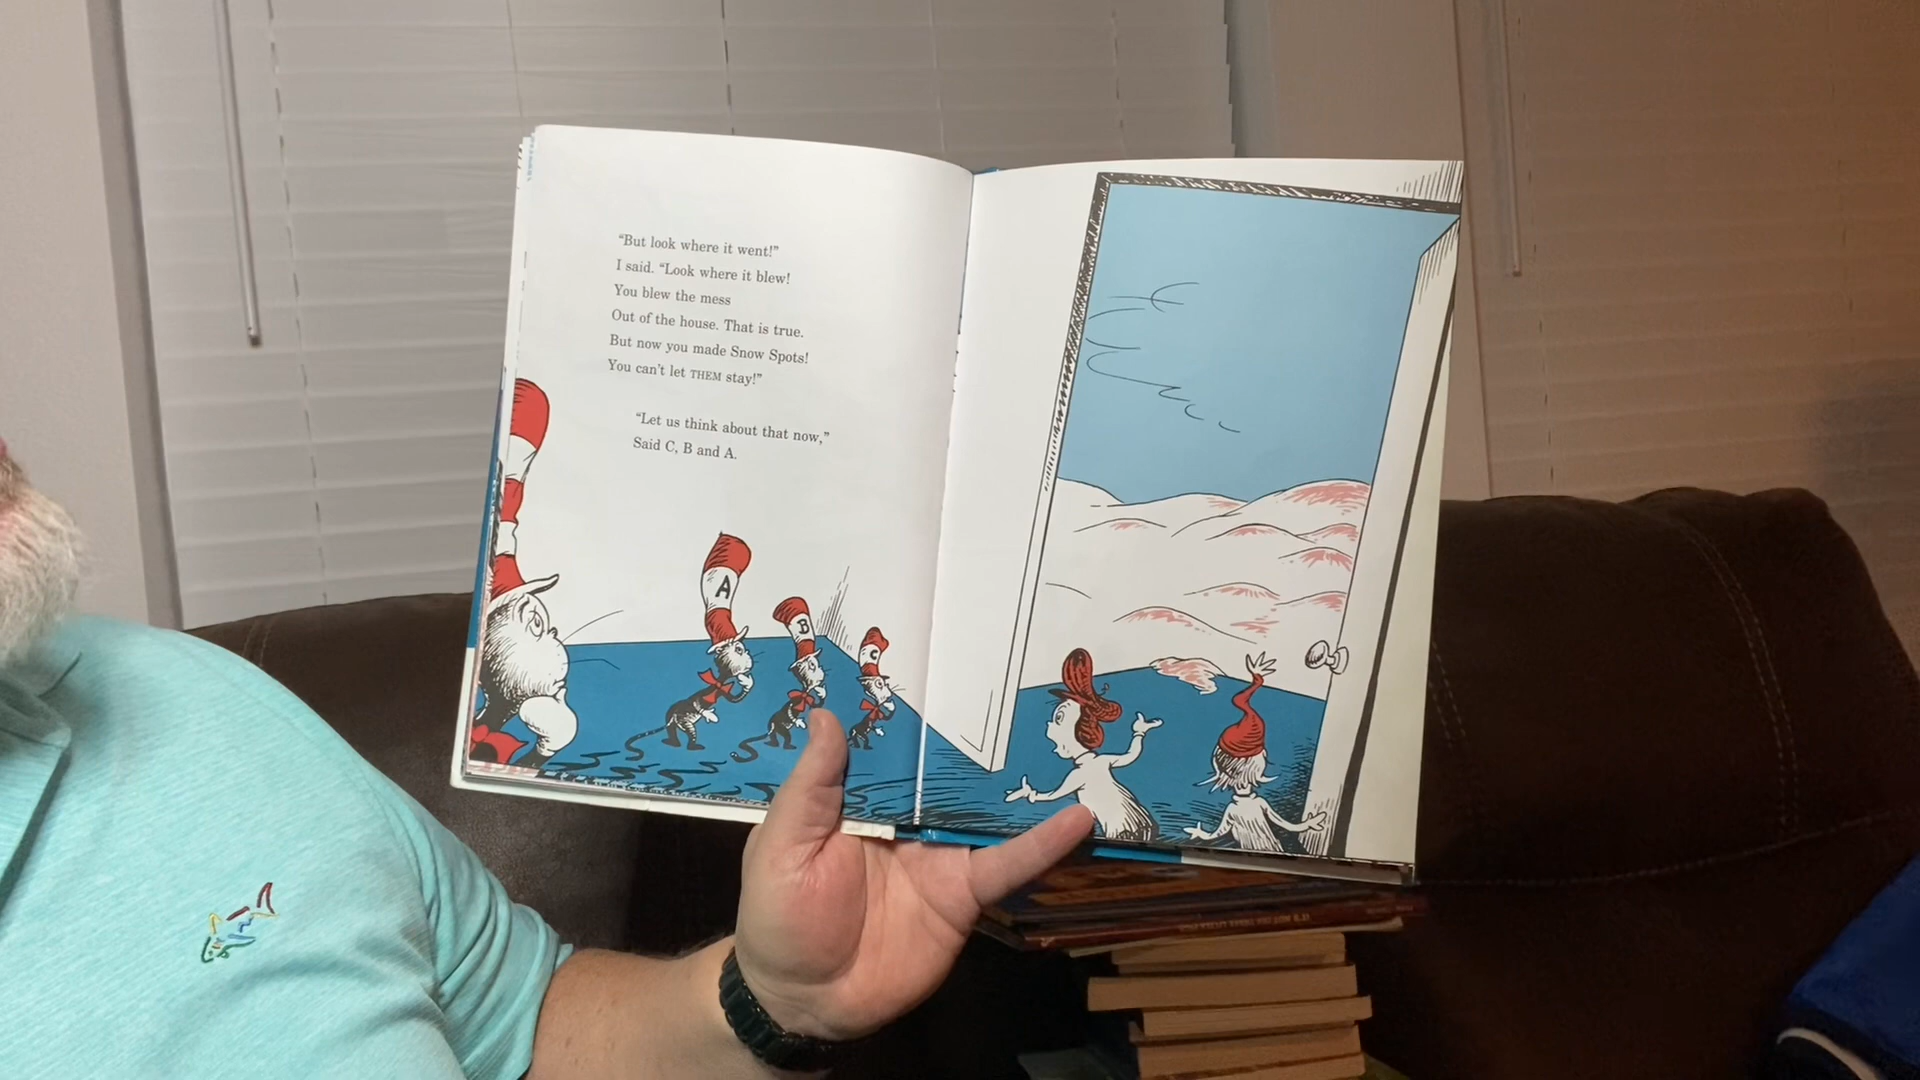 “But look where it went!”
I said. “Look where it blew!
You blew the mess
Out of the house. That is true.
But now you made Snow Spots!
You can’t let THEM stay!”
“Let us think about that now,”
Said C, B and A.
A
B
C